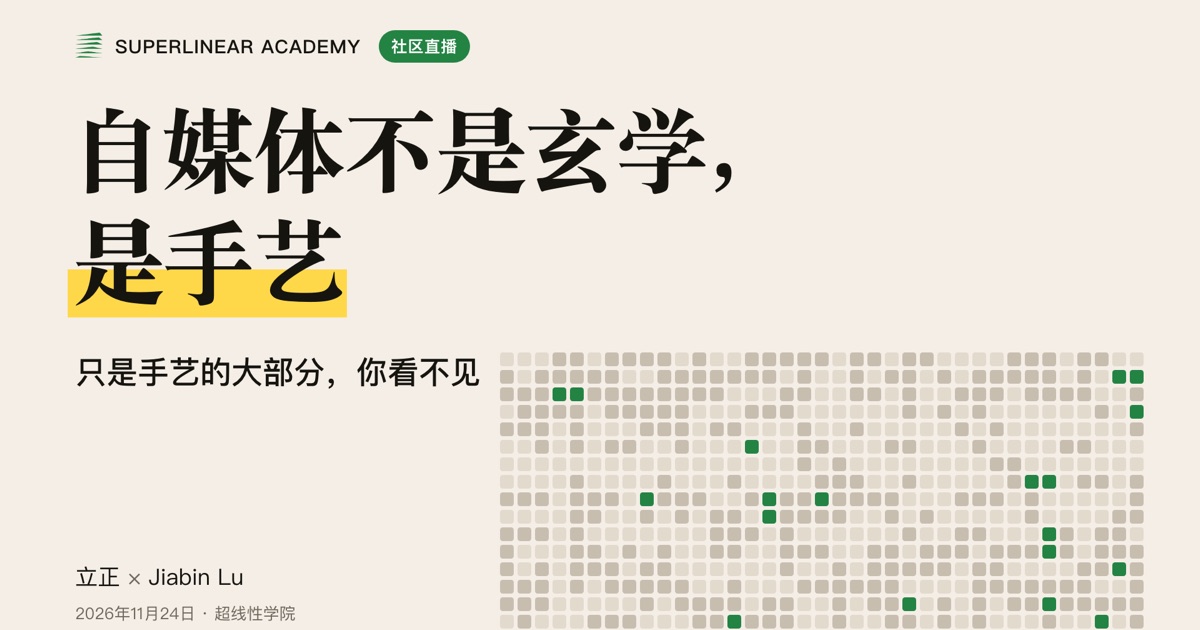 SUPERLINEAR ACADEMY 社区直播
自媒体不是玄学，
是手艺
只是手艺的大部分，你看不见
立正 × Jiabin Lu
2026年11月24日 · 超线性学院